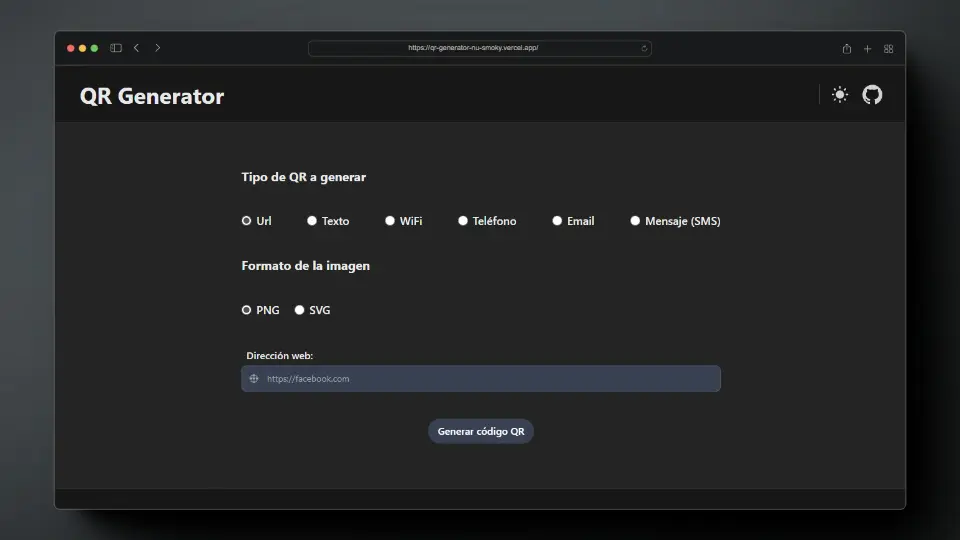 https://qr-generator-nu-smoky.vercel.app/
QR Generator
Tipo de QR a generar
Url Texto WiFi Teléfono Email Mensaje (SMS)
Formato de la imagen
PNG SVG
Dirección web:
https://facebook.com
Generar código QR